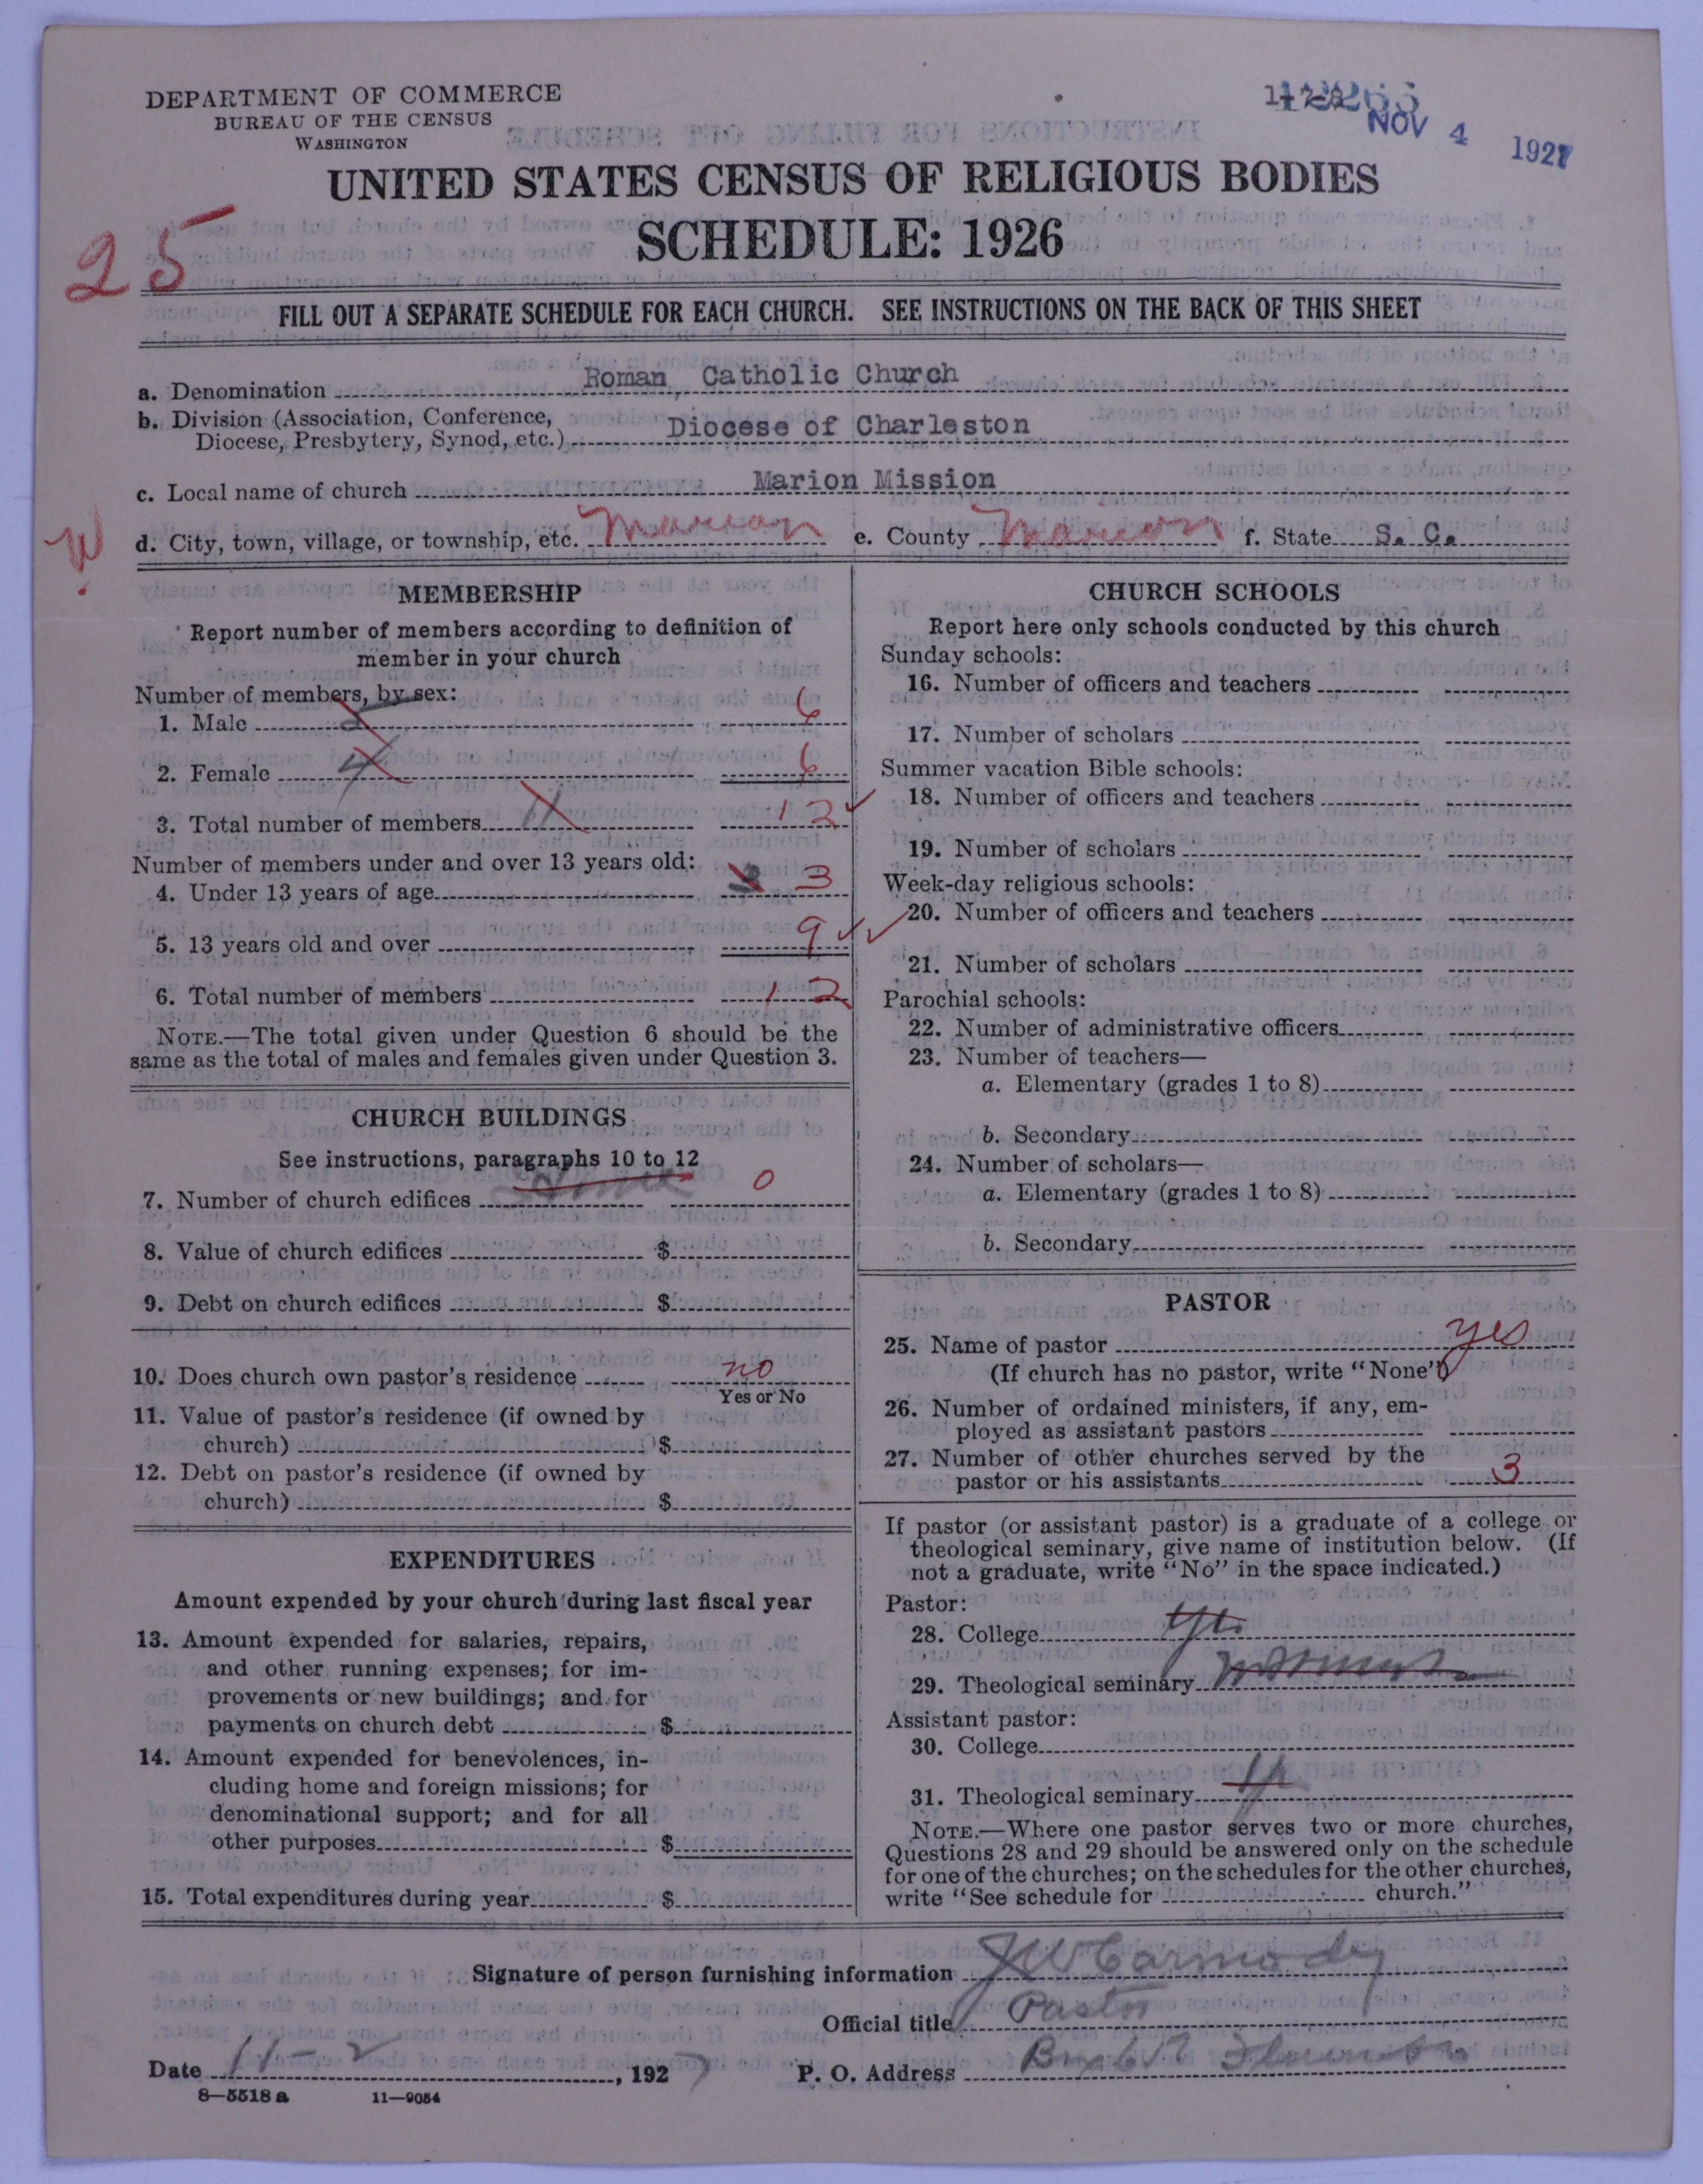 DEPARTMENT OF COMMERCE
BUREAU OF THE CENSUS
WASHINGTON
NOV 4 1927
UNITED STATES CENSUS OF RELIGIOUS BODIES
SCHEDULE: 1926
25
FILL OUT A SEPARATE SCHEDULE FOR EACH CHURCH. SEE INSTRUCTIONS ON THE BACK OF THIS SHEET
a. Denomination Roman Catholic Church
b. Division (Association, Conference,
Diocese, Presbytery, Synod, etc.) Diocese of Charleston
c. Local name of church Marion Mission
W
d. City, town, village, or township, etc. Marion e. County Marion f. State S. C.
MEMBERSHIP
Report number of members according to definition of
member in your church
Number of members, by sex:
1. Male 6
2. Female 4 6
3. Total number of members 11 12
Number of members under and over 13 years old:
4. Under 13 years of age 3
5. 13 years old and over 9
6. Total number of members 12
NOTE.—The total given under Question 6 should be the
same as the total of males and females given under Question 3.
CHURCH BUILDINGS
See instructions, paragraphs 10 to 12
7. Number of church edifices None 0
8. Value of church edifices $
9. Debt on church edifices $
10. Does church own pastor's residence no
Yes or No
11. Value of pastor's residence (if owned by
church) $
12. Debt on pastor's residence (if owned by
church) $
EXPENDITURES
Amount expended by your church during last fiscal year
13. Amount expended for salaries, repairs,
and other running expenses; for im-
provements or new buildings; and for
payments on church debt $
14. Amount expended for benevolences, in-
cluding home and foreign missions; for
denominational support; and for all
other purposes $
15. Total expenditures during year $
CHURCH SCHOOLS
Report here only schools conducted by this church
Sunday schools:
16. Number of officers and teachers
17. Number of scholars
Summer vacation Bible schools:
18. Number of officers and teachers
19. Number of scholars
Week-day religious schools:
20. Number of officers and teachers
21. Number of scholars
Parochial schools:
22. Number of administrative officers
23. Number of teachers—
a. Elementary (grades 1 to 8)
b. Secondary
24. Number of scholars—
a. Elementary (grades 1 to 8)
b. Secondary
PASTOR
25. Name of pastor yes
(If church has no pastor, write "None")
26. Number of ordained ministers, if any, em-
ployed as assistant pastors
27. Number of other churches served by the
pastor or his assistants 3
If pastor (or assistant pastor) is a graduate of a college or
theological seminary, give name of institution below. (If
not a graduate, write "No" in the space indicated.)
Pastor:
28. College yes
29. Theological seminary
Assistant pastor:
30. College
31. Theological seminary
NOTE.—Where one pastor serves two or more churches,
Questions 28 and 29 should be answered only on the schedule
for one of the churches; on the schedules for the other churches,
write "See schedule for church."
Signature of person furnishing information J W Carmody
Official title Pastor
Date 11-2, 1927 P. O. Address Box Florence
8—5518 a 11—9054